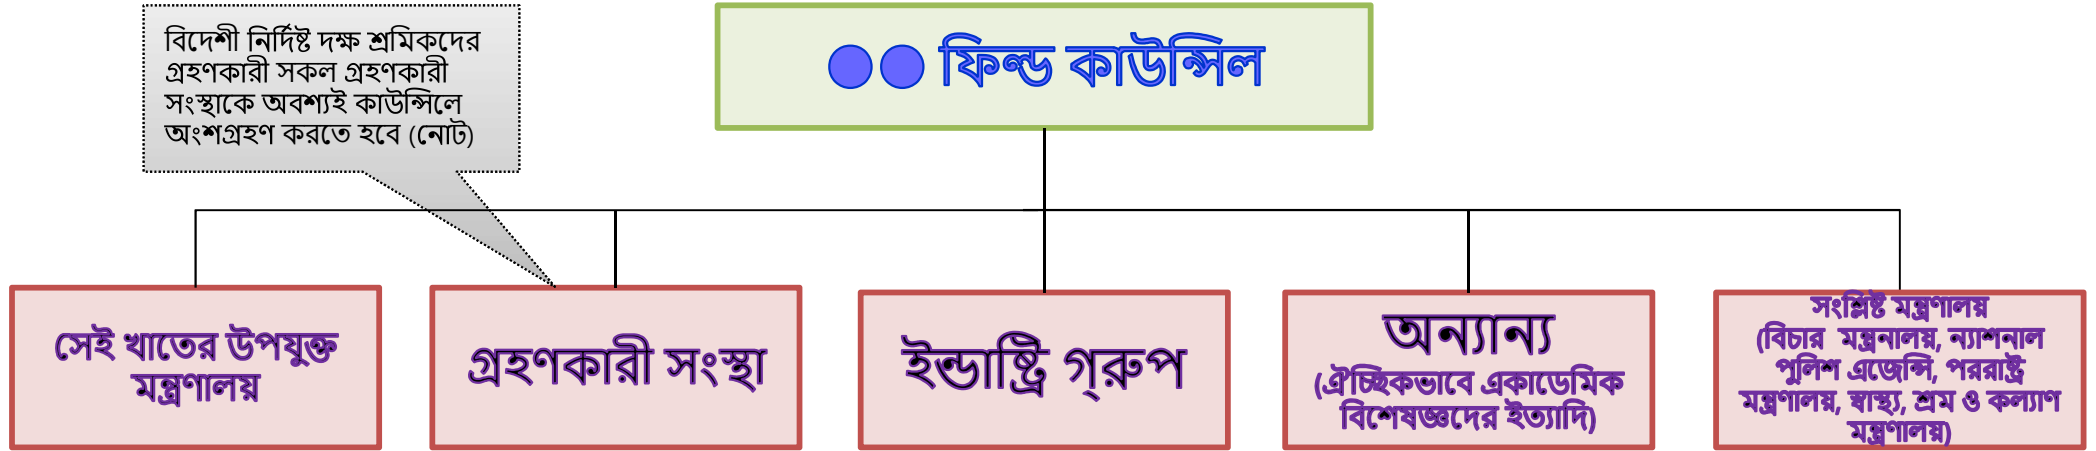 বিদেশী নির্দিষ্ট দক্ষ শ্রমিকদের
গ্রহণকারী সকল গ্রহণকারী
সংস্থাকে অবশ্যই কাউন্সিলে
অংশগ্রহণ করতে হবে (নোট)
●● ফিল্ড কাউন্সিল
সেই খাতের উপযুক্ত
মন্ত্রণালয়
গ্রহণকারী সংস্থা
ইন্ডাষ্ট্রি গ্‌রুপ
অন্যান্য
(ঐচ্ছিকভাবে একাডেমিক
বিশেষজ্ঞদের ইত্যাদি)
সংশ্লিষ্ট মন্ত্রণালয়
(বিচার মন্ত্রনালয়, ন্যাশনাল
পুলিশ এজেন্সি, পররাষ্ট্র
মন্ত্রণালয়, স্বাস্থ্য, শ্রম ও কল্যাণ
মন্ত্রণালয়)